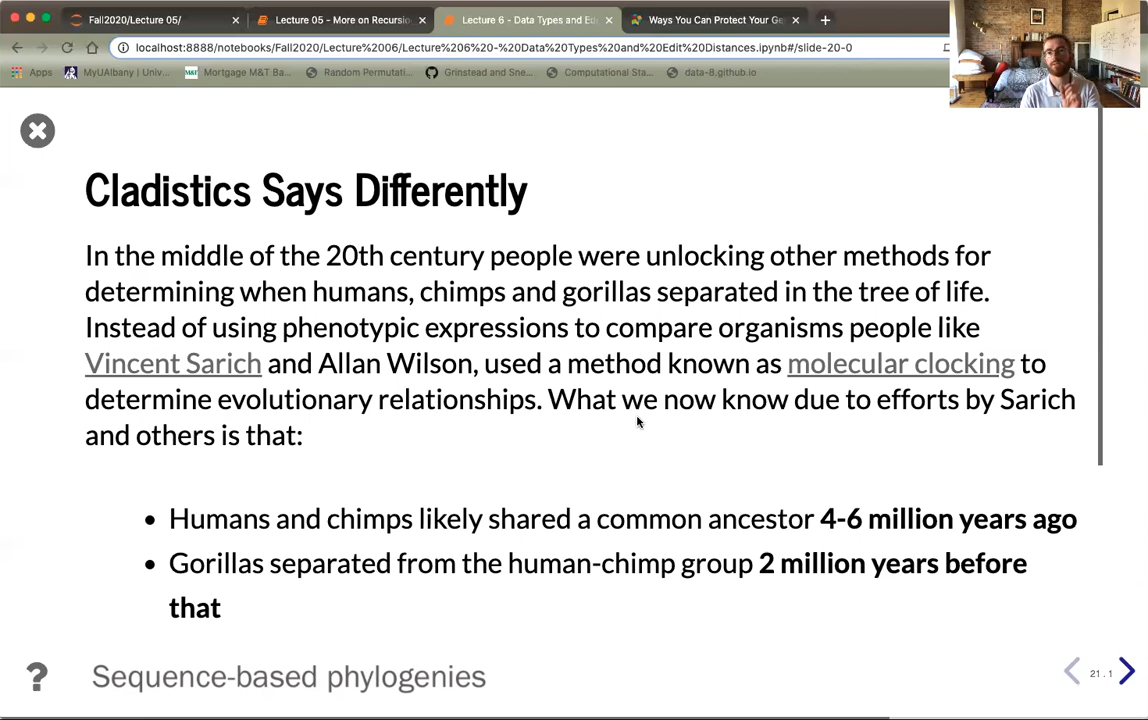 Fall2020/Lecture 05/
Lecture 05 - More on Recursio
Lecture 6 - Data Types and Ed
Ways You Can Protect Your Ge
localhost:8888/notebooks/Fall2020/Lecture%2006/Lecture%206%20-%20Data%20Types%20and%20Edit%20Distances.ipynb#/slide-20-0
Apps
MyUAlbany | Univ...
M&T
Mortgage M&T Ba...
Random Permutati...
Grinstead and Sne...
Computational Sta...
data-8.github.io
Cladistics Says Differently
In the middle of the 20th century people were unlocking other methods for
determining when humans, chimps and gorillas separated in the tree of life.
Instead of using phenotypic expressions to compare organisms people like
Vincent Sarich and Allan Wilson, used a method known as molecular clocking to
determine evolutionary relationships. What we now know due to efforts by Sarich
and others is that:
• Humans and chimps likely shared a common ancestor 4-6 million years ago
• Gorillas separated from the human-chimp group 2 million years before
that
? Sequence-based phylogenies
21.1